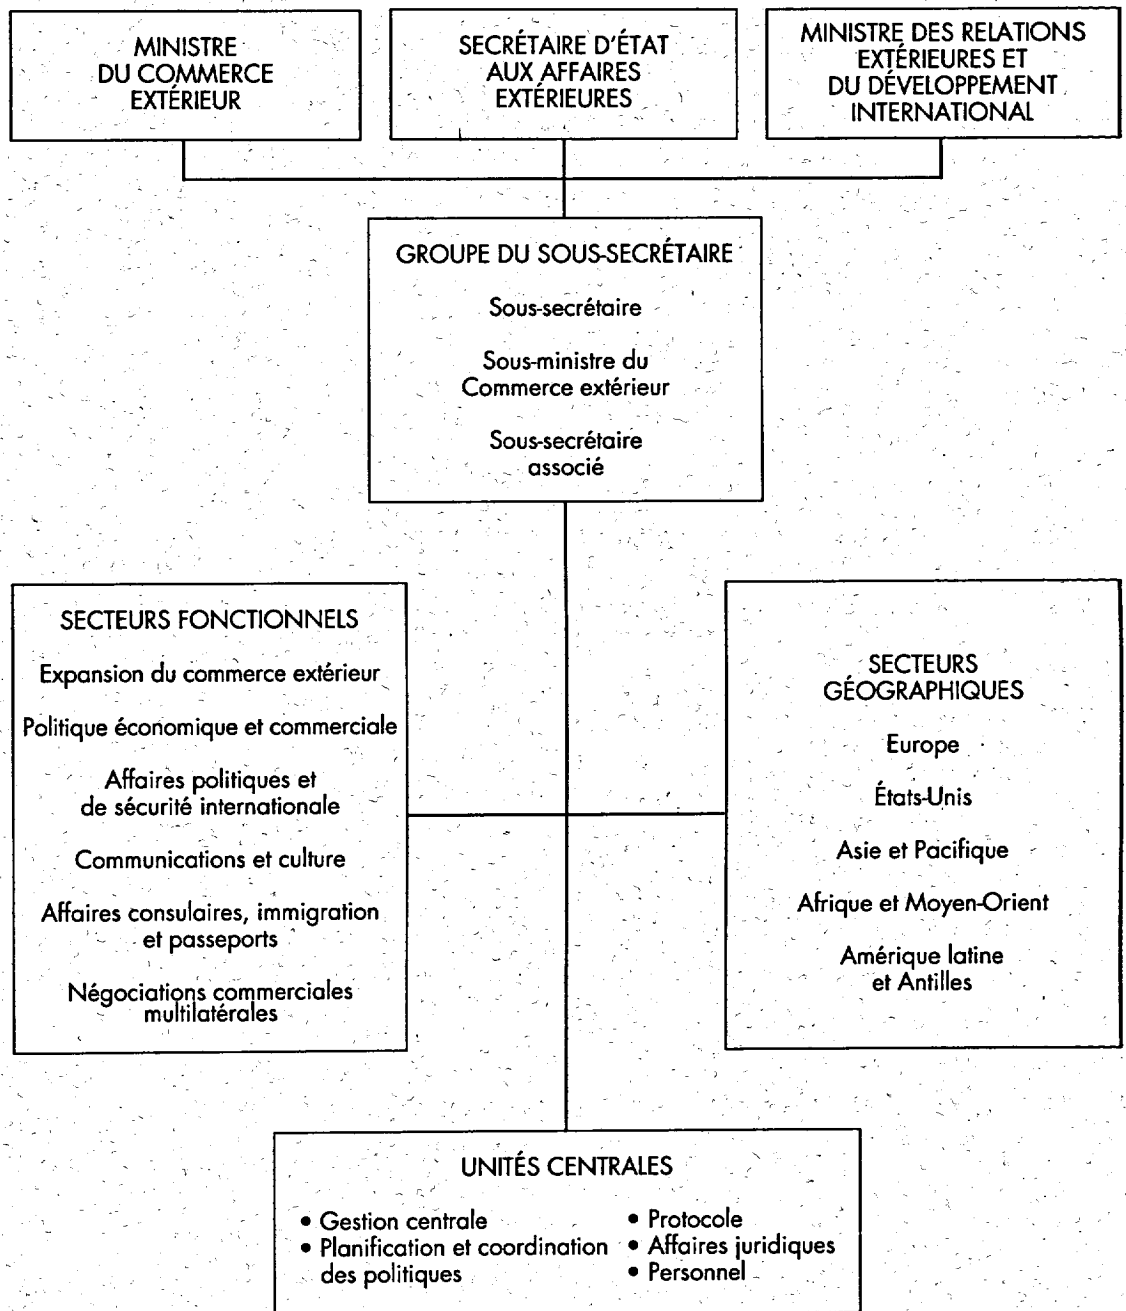 MINISTRE
DU COMMERCE
EXTÉRIEUR
SECRÉTAIRE D'ÉTAT
AUX AFFAIRES
EXTÉRIEURES
MINISTRE DES RELATIONS
EXTÉRIEURES ET
DU DÉVELOPPEMENT
INTERNATIONAL
GROUPE DU SOUS-SECRÉTAIRE
Sous-secrétaire
Sous-ministre du
Commerce extérieur
Sous-secrétaire
associé
SECTEURS FONCTIONNELS
Expansion du commerce extérieur
Politique économique et commerciale
Affaires politiques et
de sécurité internationale
Communications et culture
Affaires consulaires, immigration
et passeports
Négociations commerciales
multilatérales
SECTEURS
GÉOGRAPHIQUES
Europe
États-Unis
Asie et Pacifique
Afrique et Moyen-Orient
Amérique latine
et Antilles
UNITÉS CENTRALES
• Gestion centrale
• Planification et coordination
des politiques
• Protocole
• Affaires juridiques
• Personnel